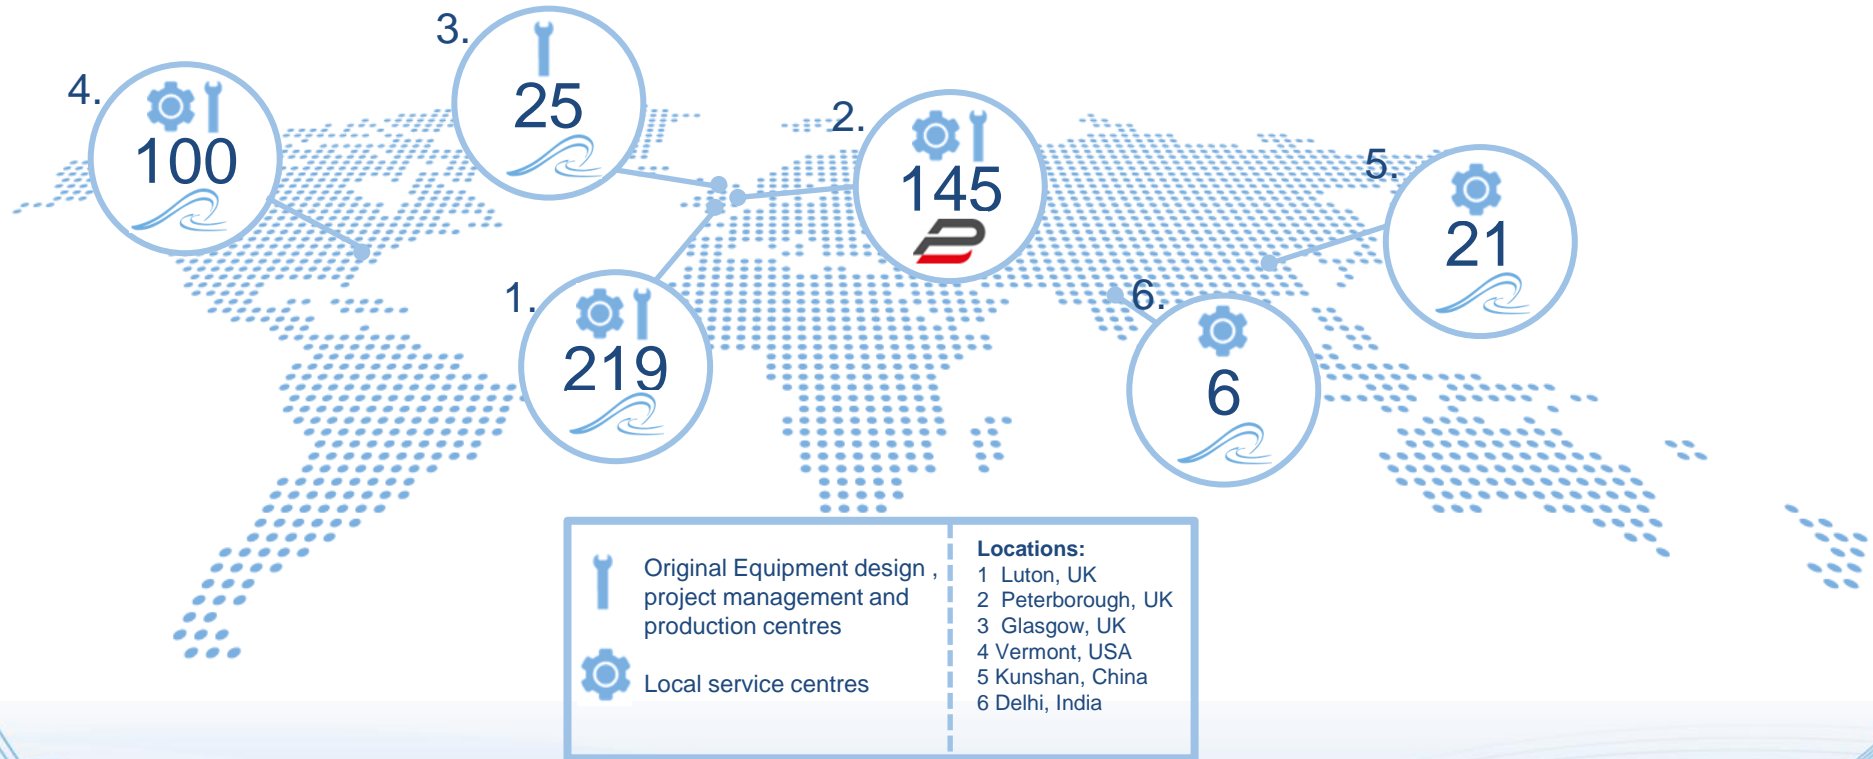 3.
25
4.
100
2.
145
5.
21
1.
219
6.
6
Original Equipment design ,
project management and
production centres
Local service centres
Locations:
1 Luton, UK
2 Peterborough, UK
3 Glasgow, UK
4 Vermont, USA
5 Kunshan, China
6 Delhi, India